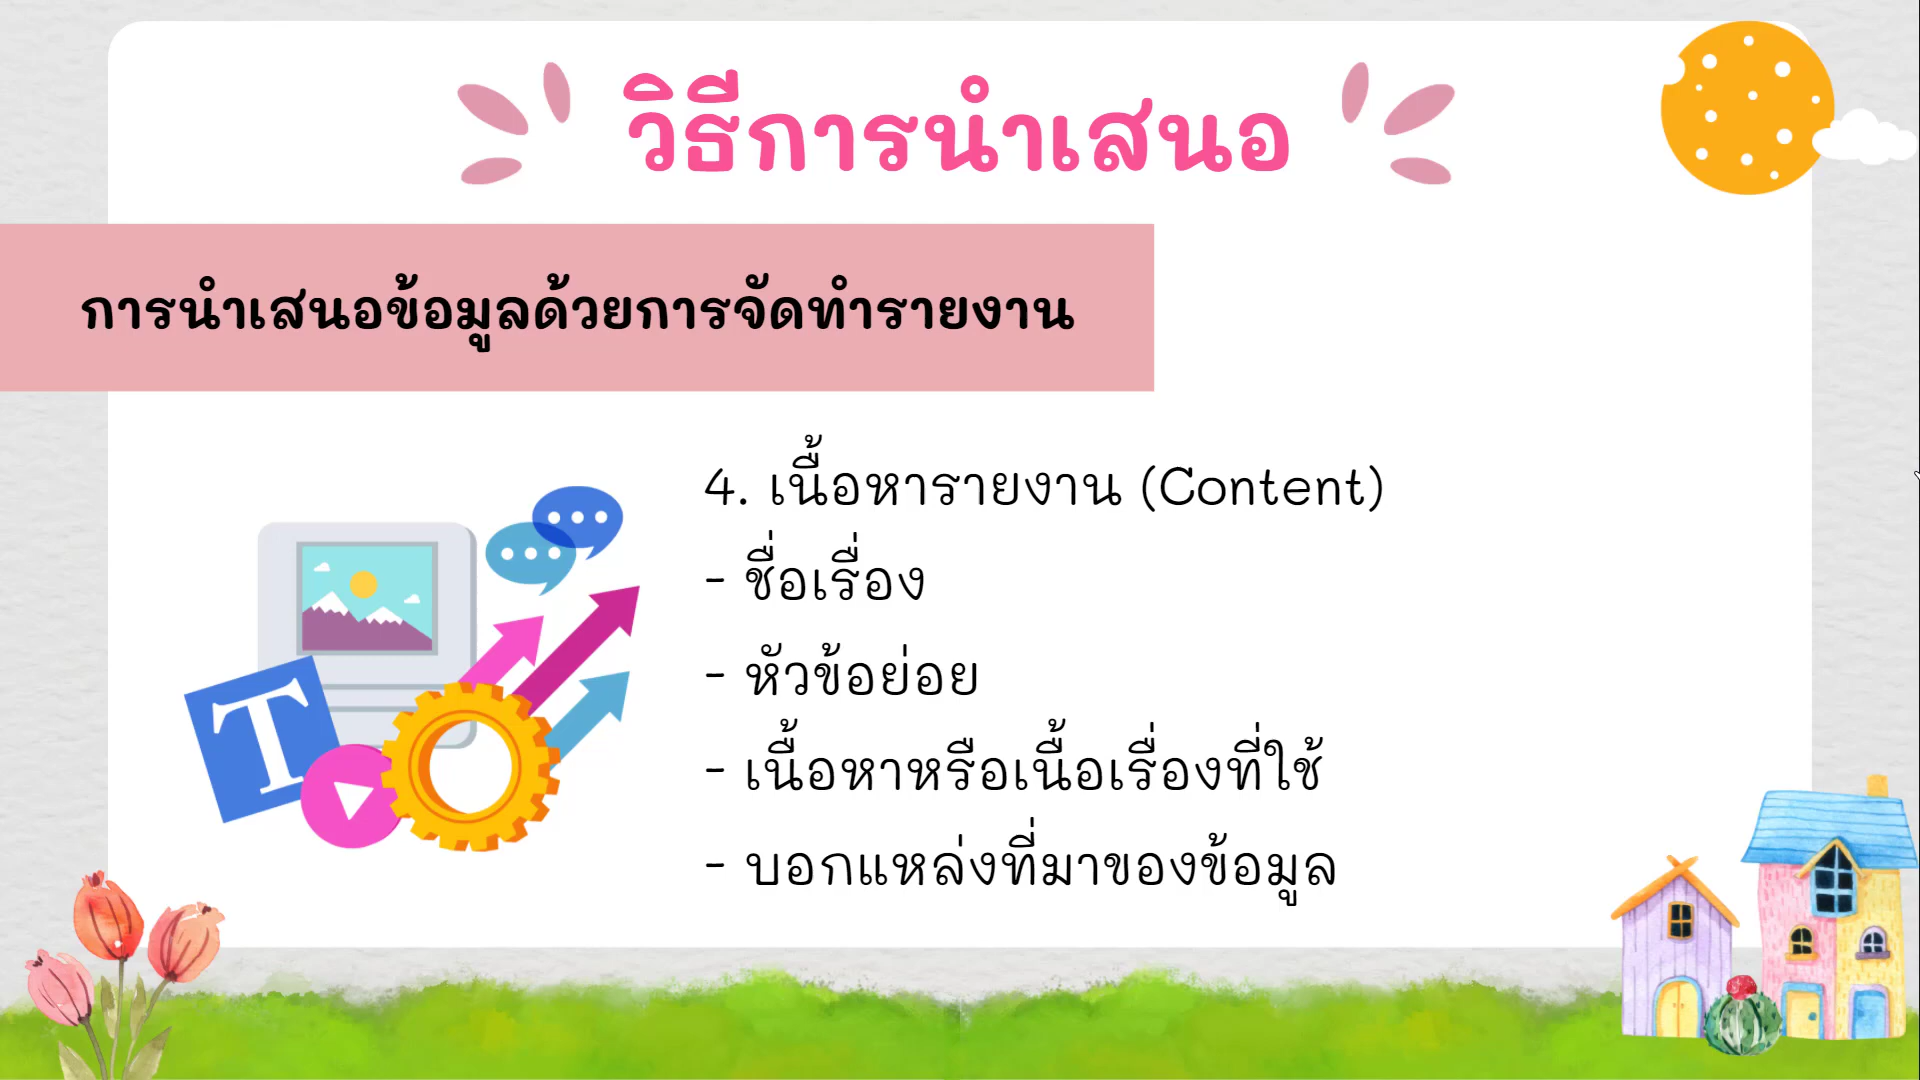 วิธีการนำเสนอ
การนำเสนอข้อมูลด้วยการจัดทำรายงาน
4. เนื้อหารายงาน (Content)
- ชื่อเรื่อง
- หัวข้อย่อย
- เนื้อหาหรือเนื้อเรื่องที่ใช้
- บอกแหล่งที่มาของข้อมูล
T